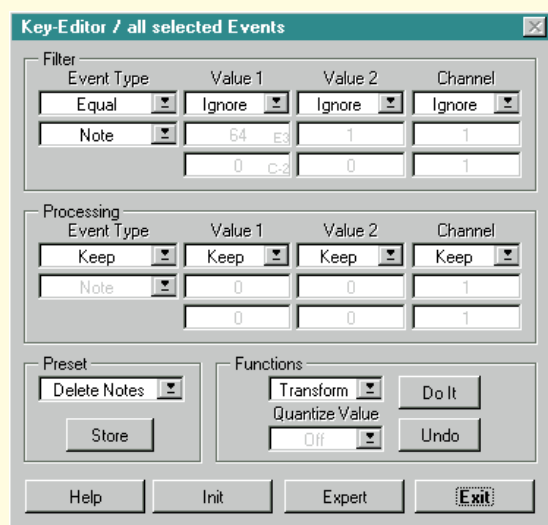 Key-Editor / all selected Events
Filter
Event Type Value 1 Value 2 Channel
Equal Ignore Ignore Ignore
Note 64 E3 1 1
0 C-2 0 1
Processing
Event Type Value 1 Value 2 Channel
Keep Keep Keep Keep
Note 0 0 1
0 0 1
Preset Functions
Delete Notes Transform Do It
Quantize Value
Store Off Undo
Help Init Expert Exit